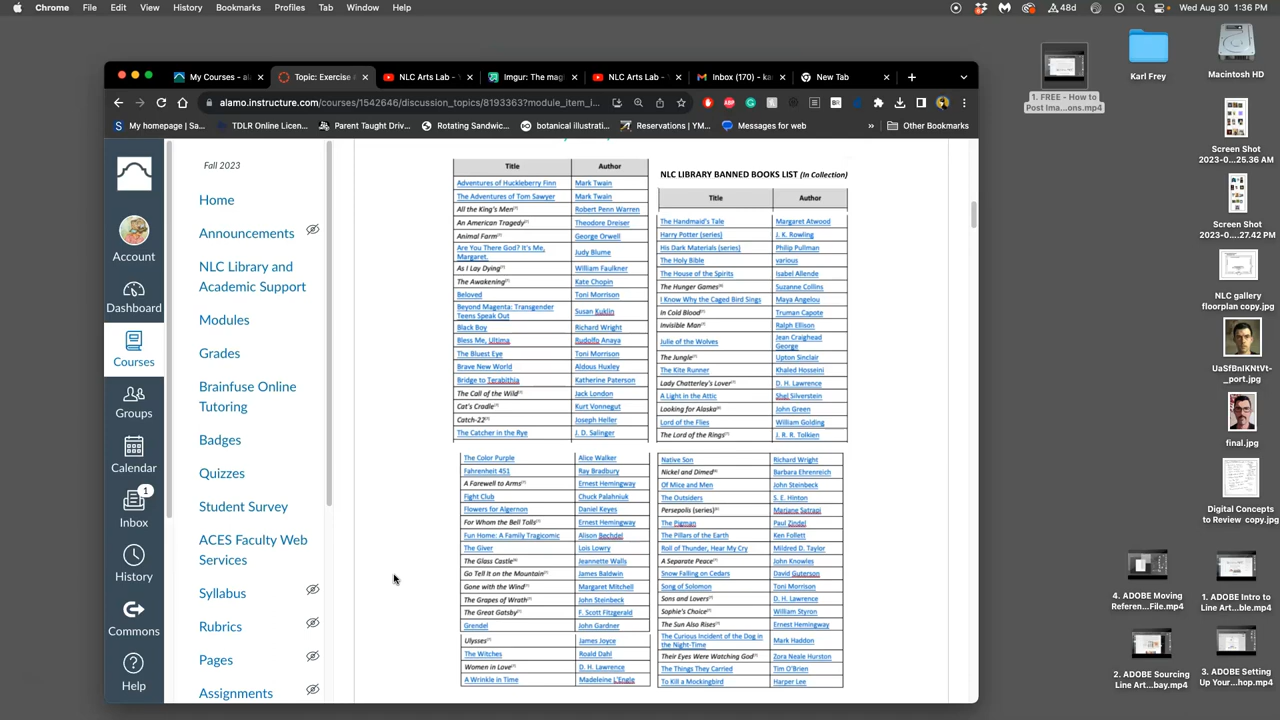 Chrome File Edit View History Bookmarks Profiles Tab Window Help 48d Wed Aug 30 1:36 PM
My Courses - al Topic: Exercise NLC Arts Lab - Y Imgur: The mag NLC Arts Lab - Inbox (170) - ka New Tab
alamo.instructure.com/courses/1542646/discussion_topics/8193363?module_item_i...
My homepage | Sa... TDLR Online Licen... Parent Taught Driv... Rotating Sandwic... botanical illustrati... Reservations | YM... Messages for web » Other Bookmarks
Account
Dashboard
Courses
Groups
Calendar
1
Inbox
History
Commons
Help
Fall 2023
Home
Announcements
NLC Library and
Academic Support
Modules
Grades
Brainfuse Online
Tutoring
Badges
Quizzes
Student Survey
ACES Faculty Web
Services
Syllabus
Rubrics
Pages
Assignments
Title Author
Adventures of Huckleberry Finn Mark Twain
The Adventures of Tom Sawyer Mark Twain
All the King's Men Robert Penn Warren
An American Tragedy Theodore Dreiser
Animal Farm George Orwell
Are You There God? It's Me,
Margaret. Judy Blume
As I Lay Dying William Faulkner
The Awakening Kate Chopin
Beloved Toni Morrison
Beyond Magenta: Transgender
Teens Speak Out Susan Kuklin
Black Boy Richard Wright
Bless Me, Ultima Rudolfo Anaya
The Bluest Eye Toni Morrison
Brave New World Aldous Huxley
Bridge to Terabithia Katherine Paterson
The Call of the Wild Jack London
Cat's Cradle Kurt Vonnegut
Catch-22 Joseph Heller
The Catcher in the Rye J. D. Salinger
NLC LIBRARY BANNED BOOKS LIST (In Collection)
Title Author
The Handmaid's Tale Margaret Atwood
Harry Potter (series) J. K. Rowling
His Dark Materials (series) Philip Pullman
The Holy Bible various
The House of the Spirits Isabel Allende
The Hunger Games Suzanne Collins
I Know Why the Caged Bird Sings Maya Angelou
In Cold Blood Truman Capote
Invisible Man Ralph Ellison
Julie of the Wolves Jean Craighead
George
The Jungle Upton Sinclair
The Kite Runner Khaled Hosseini
Lady Chatterley's Lover D. H. Lawrence
A Light in the Attic Shel Silverstein
Looking for Alaska John Green
Lord of the Flies William Golding
The Lord of the Rings J. R. R. Tolkien
The Color Purple Alice Walker
Fahrenheit 451 Ray Bradbury
A Farewell to Arms Ernest Hemingway
Fight Club Chuck Palahniuk
Flowers for Algernon Daniel Keyes
For Whom the Bell Tolls Ernest Hemingway
Fun Home: A Family Tragicomic Alison Bechdel
The Giver Lois Lowry
The Glass Castle Jeannette Walls
Go Tell It on the Mountain James Baldwin
Gone with the Wind Margaret Mitchell
The Grapes of Wrath John Steinbeck
The Great Gatsby F. Scott Fitzgerald
Grendel John Gardner
Ulysses James Joyce
The Witches Roald Dahl
Women in Love D. H. Lawrence
A Wrinkle in Time Madeleine L'Engle
Native Son Richard Wright
Nickel and Dimed Barbara Ehrenreich
Of Mice and Men John Steinbeck
The Outsiders S. E. Hinton
Persepolis (series) Marjane Satrapi
The Pigman Paul Zindel
The Pillars of the Earth Ken Follett
Roll of Thunder, Hear My Cry Mildred D. Taylor
A Separate Peace John Knowles
Snow Falling on Cedars David Guterson
Song of Solomon Toni Morrison
Sons and Lovers D. H. Lawrence
Sophie's Choice William Styron
The Sun Also Rises Ernest Hemingway
The Curious Incident of the Dog in
the Night-Time Mark Haddon
Their Eyes Were Watching God Zora Neale Hurston
The Things They Carried Tim O'Brien
To Kill a Mockingbird Harper Lee
1. FREE - How to
Post Ima...ons.mp4
Karl Frey
Macintosh HD
Screen Shot
2023-0...25.36 AM
Screen Shot
2023-0...27.42 PM
NLC gallery
floorplan copy.jpg
UaSfBnIKNtVt-
_port.jpg
final.jpg
Digital Concepts
to Review copy.jpg
4. ADOBE Moving
Referen...File.mp4
1. ADOBE Intro to
Line Art...ble.mp4
2. ADOBE Sourcing
Line Art...bay.mp4
3. ADOBE Setting
Up Your...hop.mp4